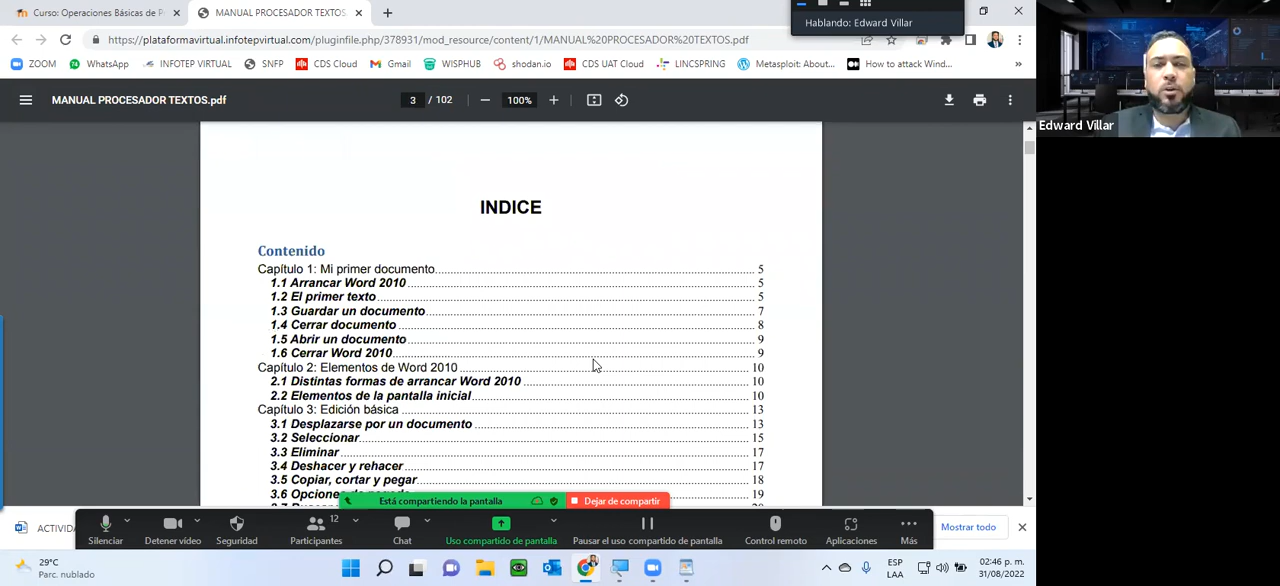 Curso: Operaciones Básicas de P
MANUAL PROCESADOR TEXTOS.
Hablando: Edward Villar
https://plataformavirtual.infotepvirtual.com/pluginfile.php/378931/mod_resource/content/1/MANUAL%20PROCESADOR%20TEXTOS.pdf
ZOOM WhatsApp INFOTEP VIRTUAL SNFP CDS Cloud Gmail WISPHUB shodan.io CDS UAT Cloud LINCSPRING Metasploit: About... How to attack Wind... »
MANUAL PROCESADOR TEXTOS.pdf 3 / 102 100%
Edward Villar
INDICE
Contenido
Capítulo 1: Mi primer documento 5
1.1 Arrancar Word 2010 5
1.2 El primer texto 5
1.3 Guardar un documento 7
1.4 Cerrar documento 8
1.5 Abrir un documento 9
1.6 Cerrar Word 2010 9
Capítulo 2: Elementos de Word 2010 10
2.1 Distintas formas de arrancar Word 2010 10
2.2 Elementos de la pantalla inicial 10
Capítulo 3: Edición básica 13
3.1 Desplazarse por un documento 13
3.2 Seleccionar 15
3.3 Eliminar 17
3.4 Deshacer y rehacer 17
3.5 Copiar, cortar y pegar 18
3.6 Opciones 19
Está compartiendo la pantalla Dejar de compartir
ACTIVIDA
12
Silenciar Detener video Seguridad Participantes Chat Uso compartido de pantalla Pausar el uso compartido de pantalla Control remoto Aplicaciones Más
Mostrar todo
29°C
Parc. nublado
ESP
LAA
02:46 p. m.
31/08/2022